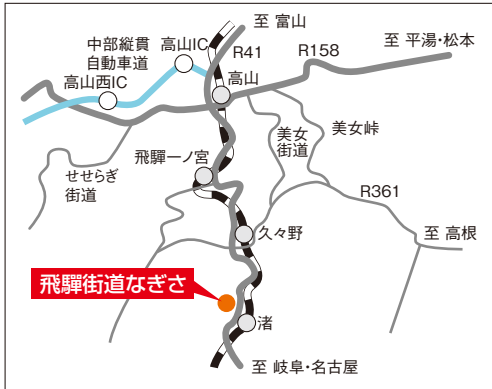 至 富山
中部縦貫
自動車道
高山IC
R41
R158
至 平湯・松本
高山西IC
高山
美女
街道
美女峠
飛驒一ノ宮
せせらぎ
街道
R361
久々野
至 高根
飛驒街道なぎさ
渚
至 岐阜・名古屋